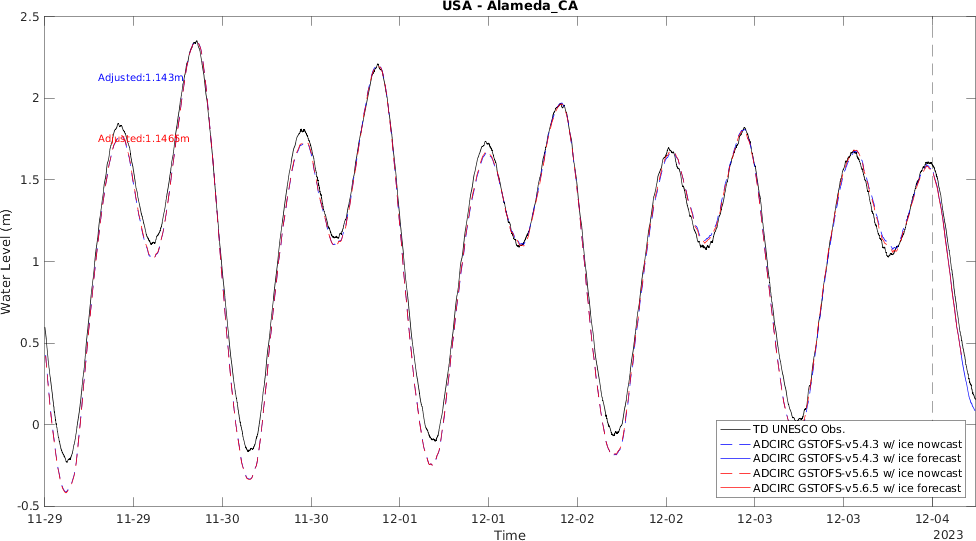 USA - Alameda_CA
2.5
2
1.5
1
0.5
0
-0.5
Water Level (m)
Adjusted:1.143m
Adjusted:1.1465m
TD UNESCO Obs.
ADCIRC GSTOFS-v5.4.3 w/ ice nowcast
ADCIRC GSTOFS-v5.4.3 w/ ice forecast
ADCIRC GSTOFS-v5.6.5 w/ ice nowcast
ADCIRC GSTOFS-v5.6.5 w/ ice forecast
11-29 11-29 11-30 11-30 12-01 12-01 12-02 12-02 12-03 12-03 12-04
Time
2023